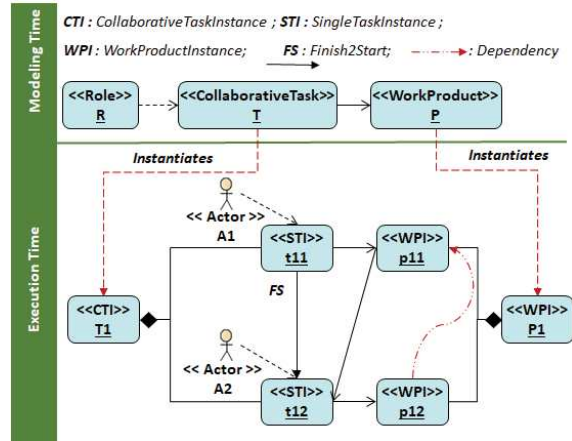 Modeling Time
CTI : CollaborativeTaskInstance ; STI : SingleTaskInstance ;
WPI : WorkProductInstance; FS : Finish2Start; : Dependency
<<Role>>
R
<<CollaborativeTask>>
T
<<WorkProduct>>
P
Execution Time
Instantiates
Instantiates
<< Actor >>
A1
<<STI>>
t11
<<WPI>>
p11
FS
<<CTI>>
T1
<<WPI>>
P1
<< Actor >>
A2
<<STI>>
t12
<<WPI>>
p12